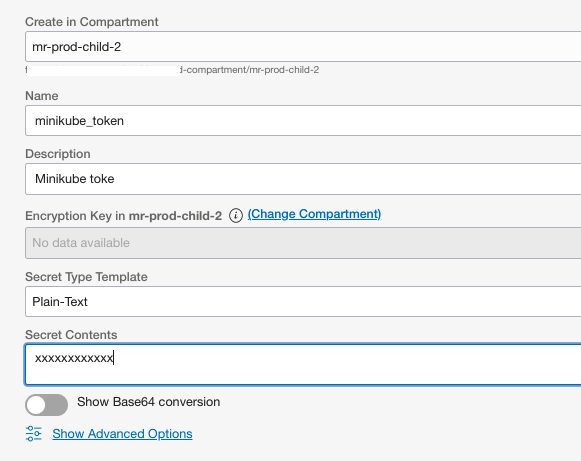 Create in Compartment
mr-prod-child-2
d-compartment/mr-prod-child-2
Name
minikube_token
Description
Minikube toke
Encryption Key in mr-prod-child-2 i (Change Compartment)
No data available
Secret Type Template
Plain-Text
Secret Contents
xxxxxxxxxxxx
Show Base64 conversion
Show Advanced Options